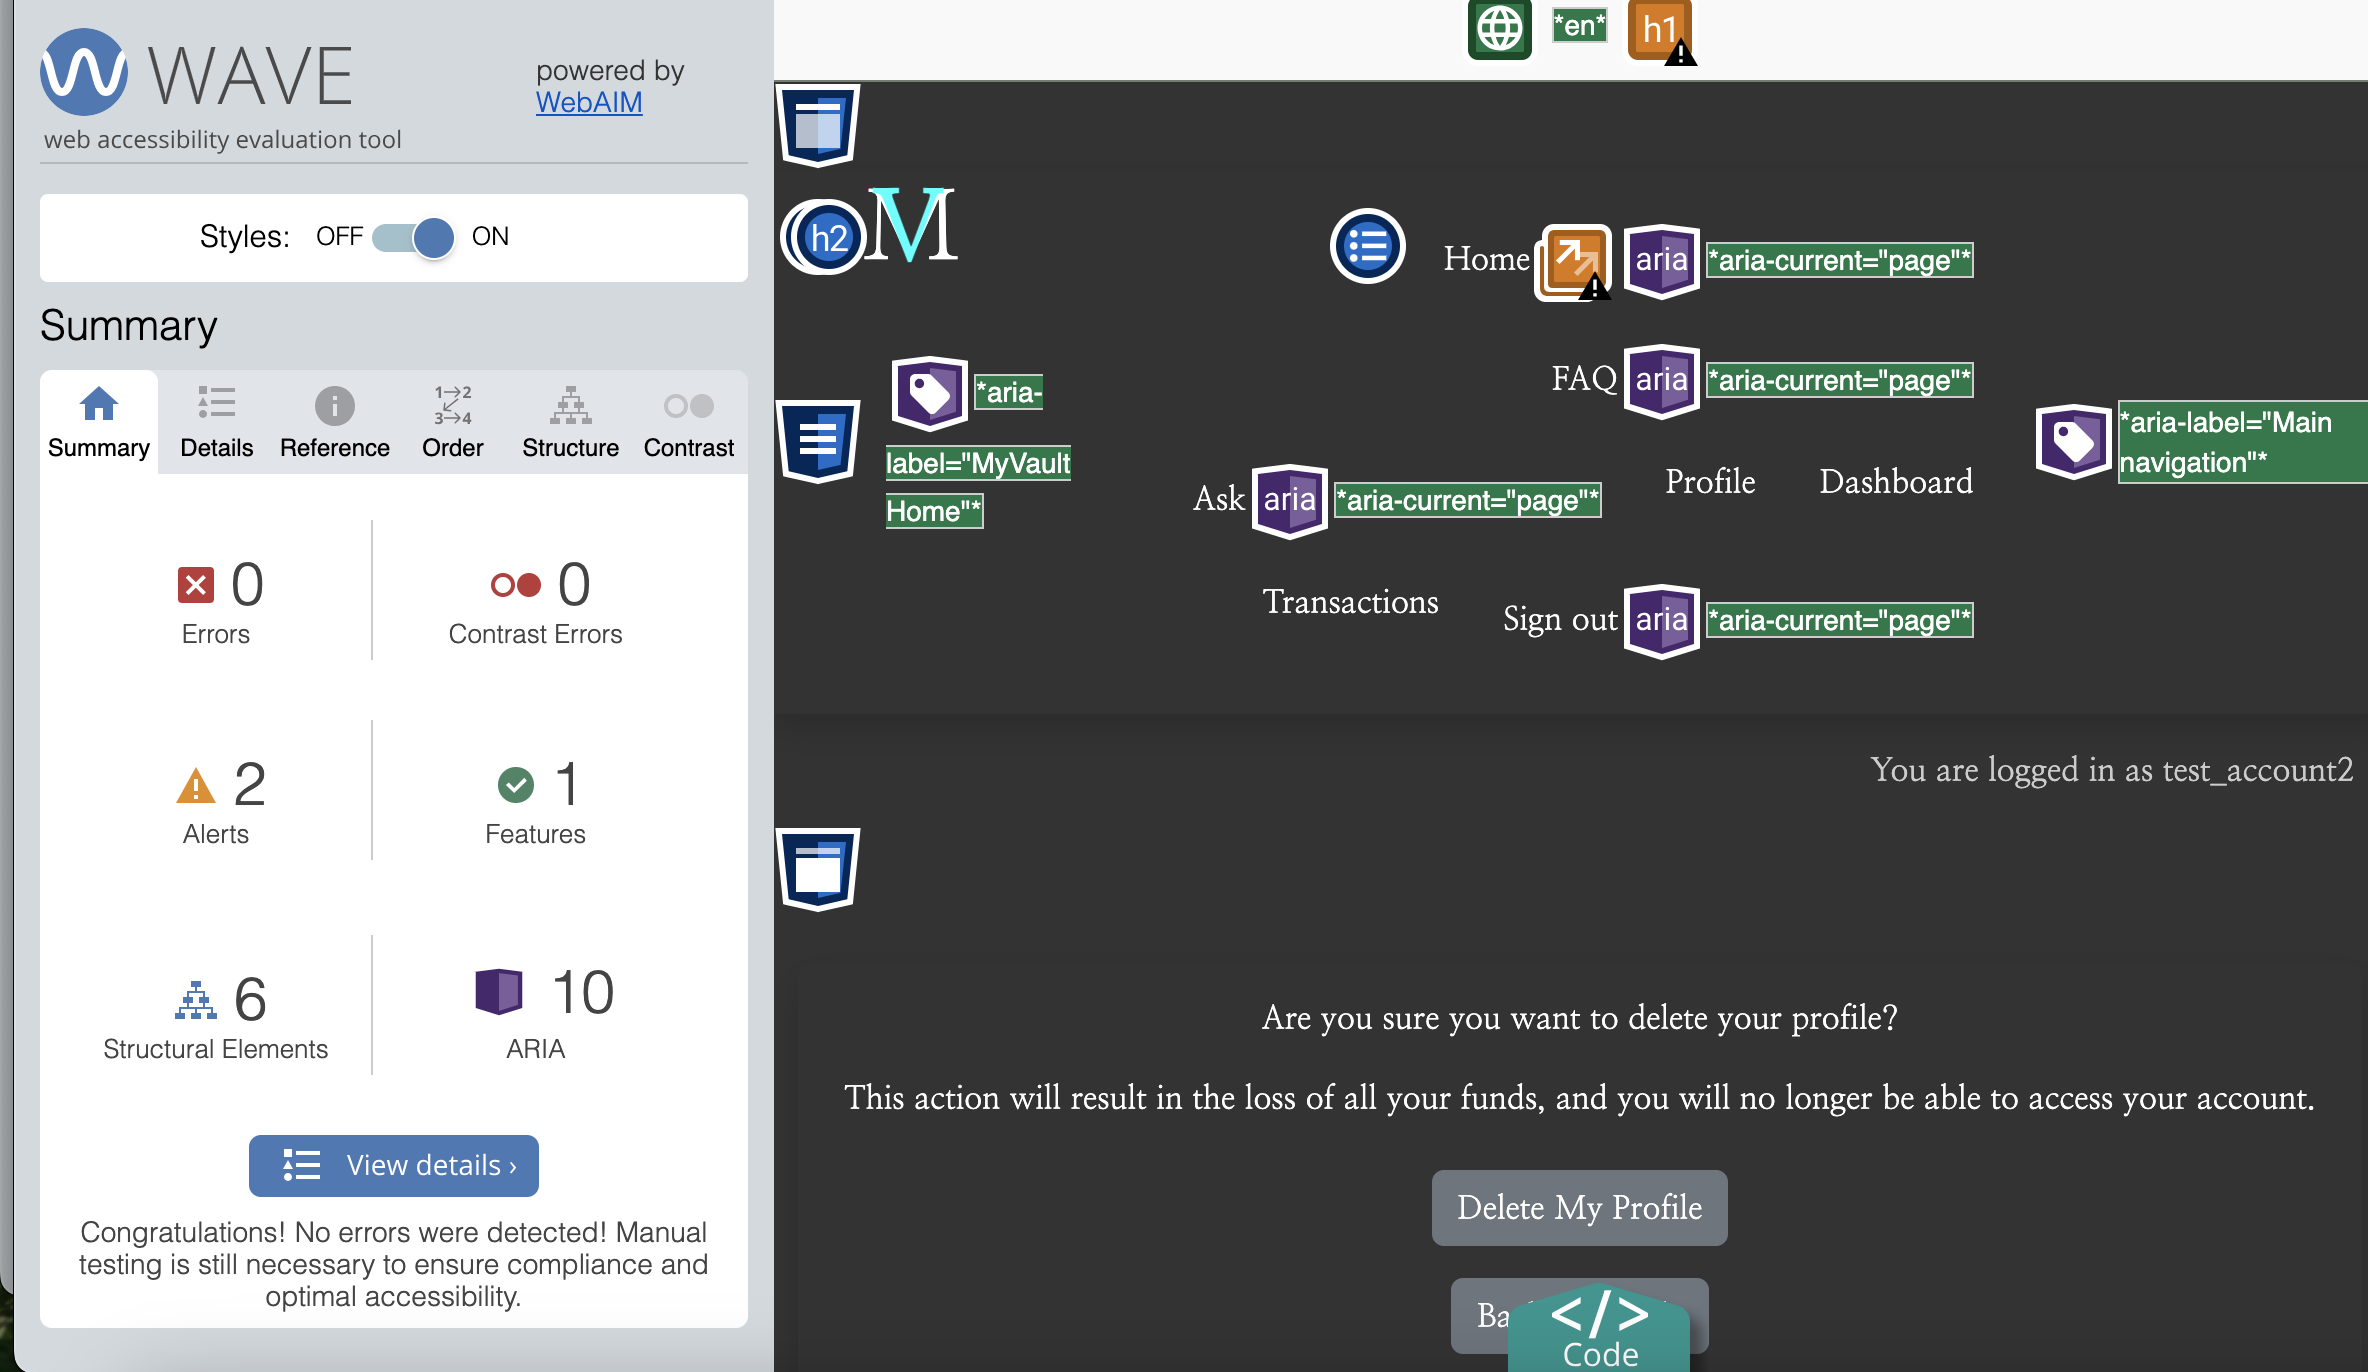 WAVE
powered by
WebAIM
web accessibility evaluation tool
Styles: OFF ON
Summary
1 2
3 4
Summary Details Reference Order Structure Contrast
0
Errors
0
Contrast Errors
2
Alerts
1
Features
6
Structural Elements
10
ARIA
View details ›
Congratulations! No errors were detected! Manual
testing is still necessary to ensure compliance and
optimal accessibility.
*en* h1
h2 MV
Home aria *aria-current="page"*
*aria-
label="MyVault
Home"*
FAQ aria *aria-current="page"*
Ask aria *aria-current="page"*
Profile Dashboard
*aria-label="Main
navigation"*
Transactions
Sign out aria *aria-current="page"*
You are logged in as test_account2
Are you sure you want to delete your profile?
This action will result in the loss of all your funds, and you will no longer be able to access your account.
Delete My Profile
</>
Code